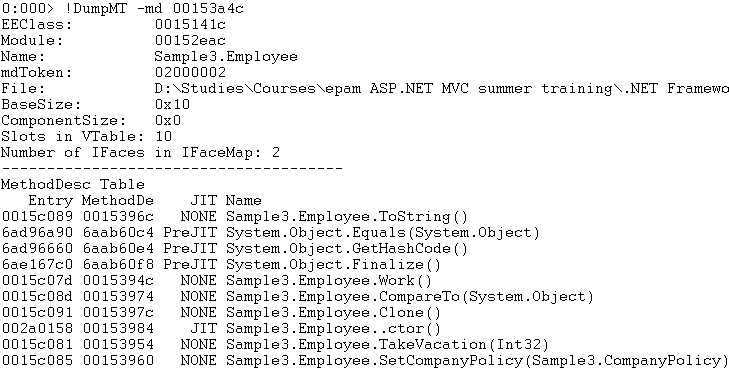 0:000> !DumpMT -md 00153a4c
EEClass:         0015141c
Module:          00152eac
Name:            Sample3.Employee
mdToken:         02000002
File:            D:\Studies\Courses\epam ASP.NET MVC summer training\.NET Framewo
BaseSize:        0x10
ComponentSize:   0x0
Slots in VTable: 10
Number of IFaces in IFaceMap: 2
--------------------------------------
MethodDesc Table
   Entry MethodDe    JIT Name
0015c089 0015396c   NONE Sample3.Employee.ToString()
6ad96a90 6aab60c4 PreJIT System.Object.Equals(System.Object)
6ad96660 6aab60e4 PreJIT System.Object.GetHashCode()
6ae167c0 6aab60f8 PreJIT System.Object.Finalize()
0015c07d 0015394c   NONE Sample3.Employee.Work()
0015c08d 00153974   NONE Sample3.Employee.CompareTo(System.Object)
0015c091 0015397c   NONE Sample3.Employee.Clone()
002a0158 00153984    JIT Sample3.Employee..ctor()
0015c081 00153954   NONE Sample3.Employee.TakeVacation(Int32)
0015c085 00153960   NONE Sample3.Employee.SetCompanyPolicy(Sample3.CompanyPolicy)